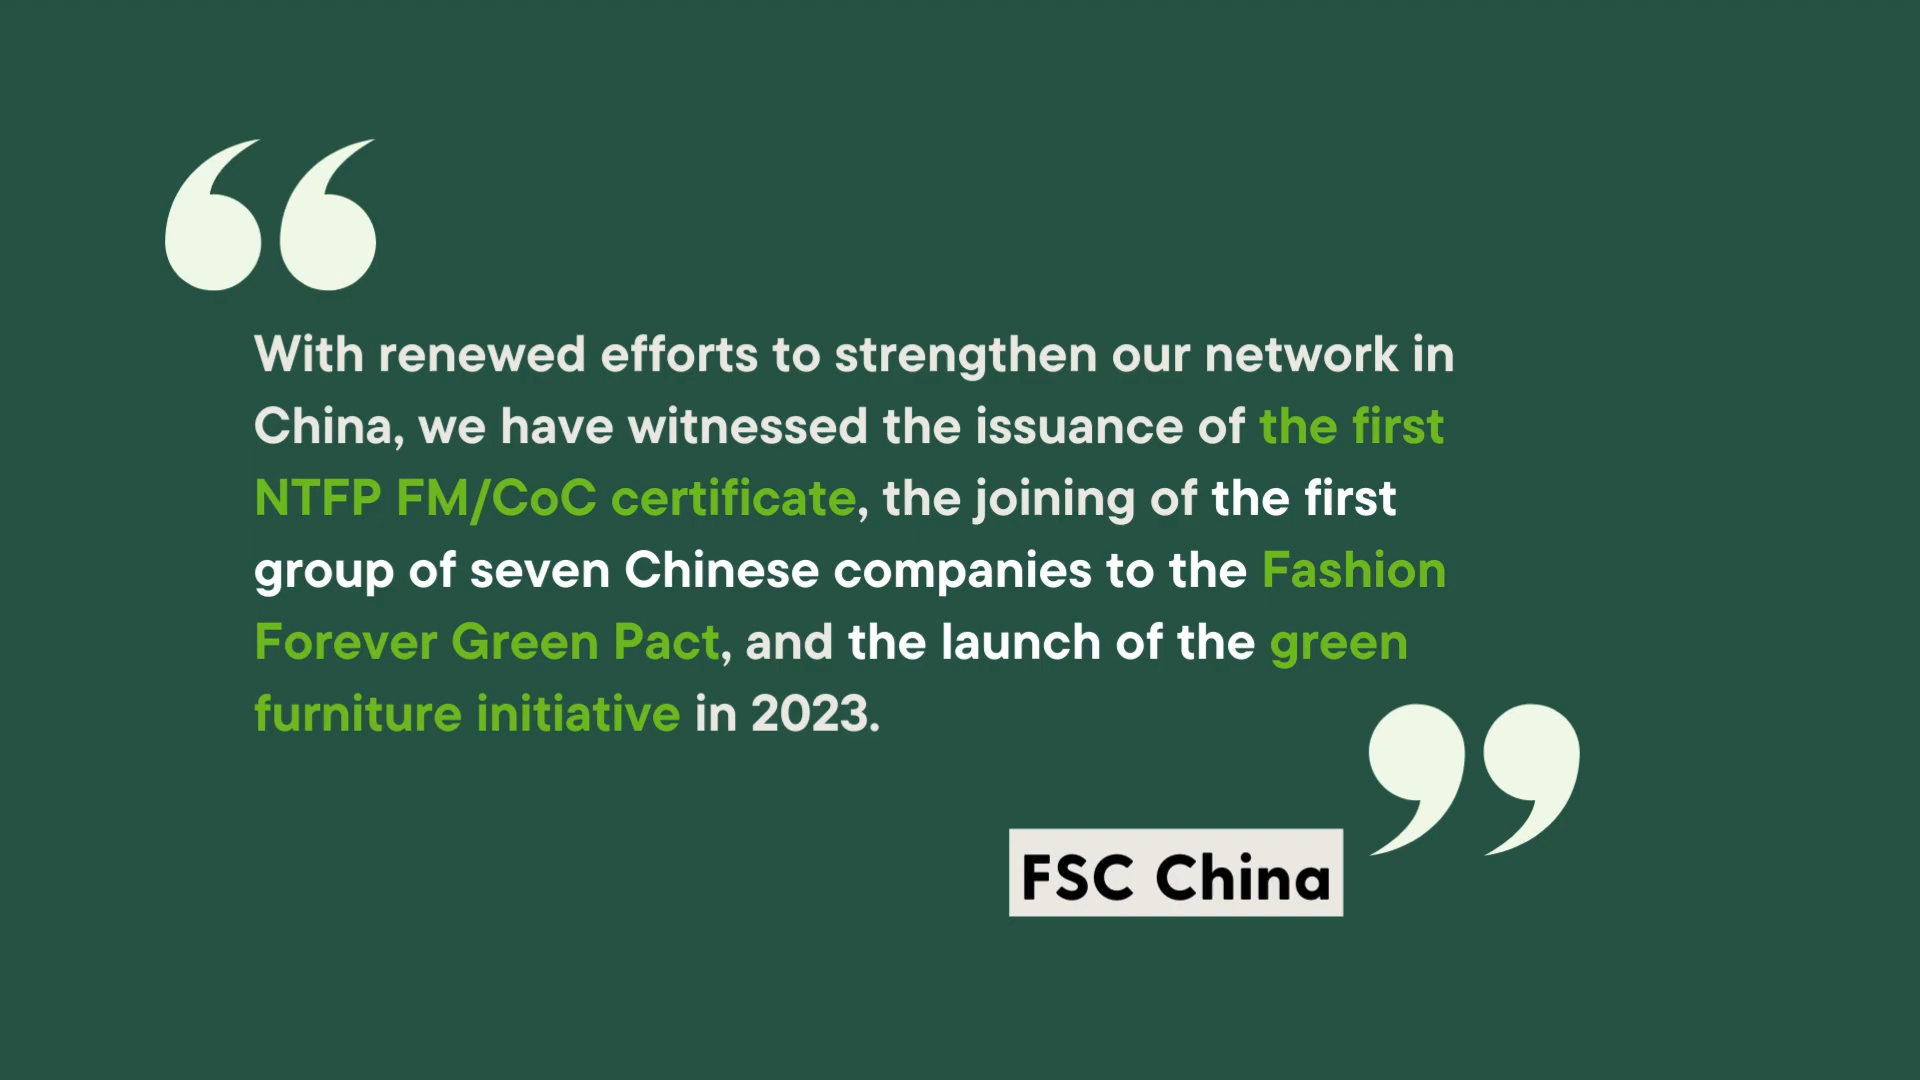 “
With renewed efforts to strengthen our network in
China, we have witnessed the issuance of the first
NTFP FM/CoC certificate, the joining of the first
group of seven Chinese companies to the Fashion
Forever Green Pact, and the launch of the green
furniture initiative in 2023.
”
FSC China